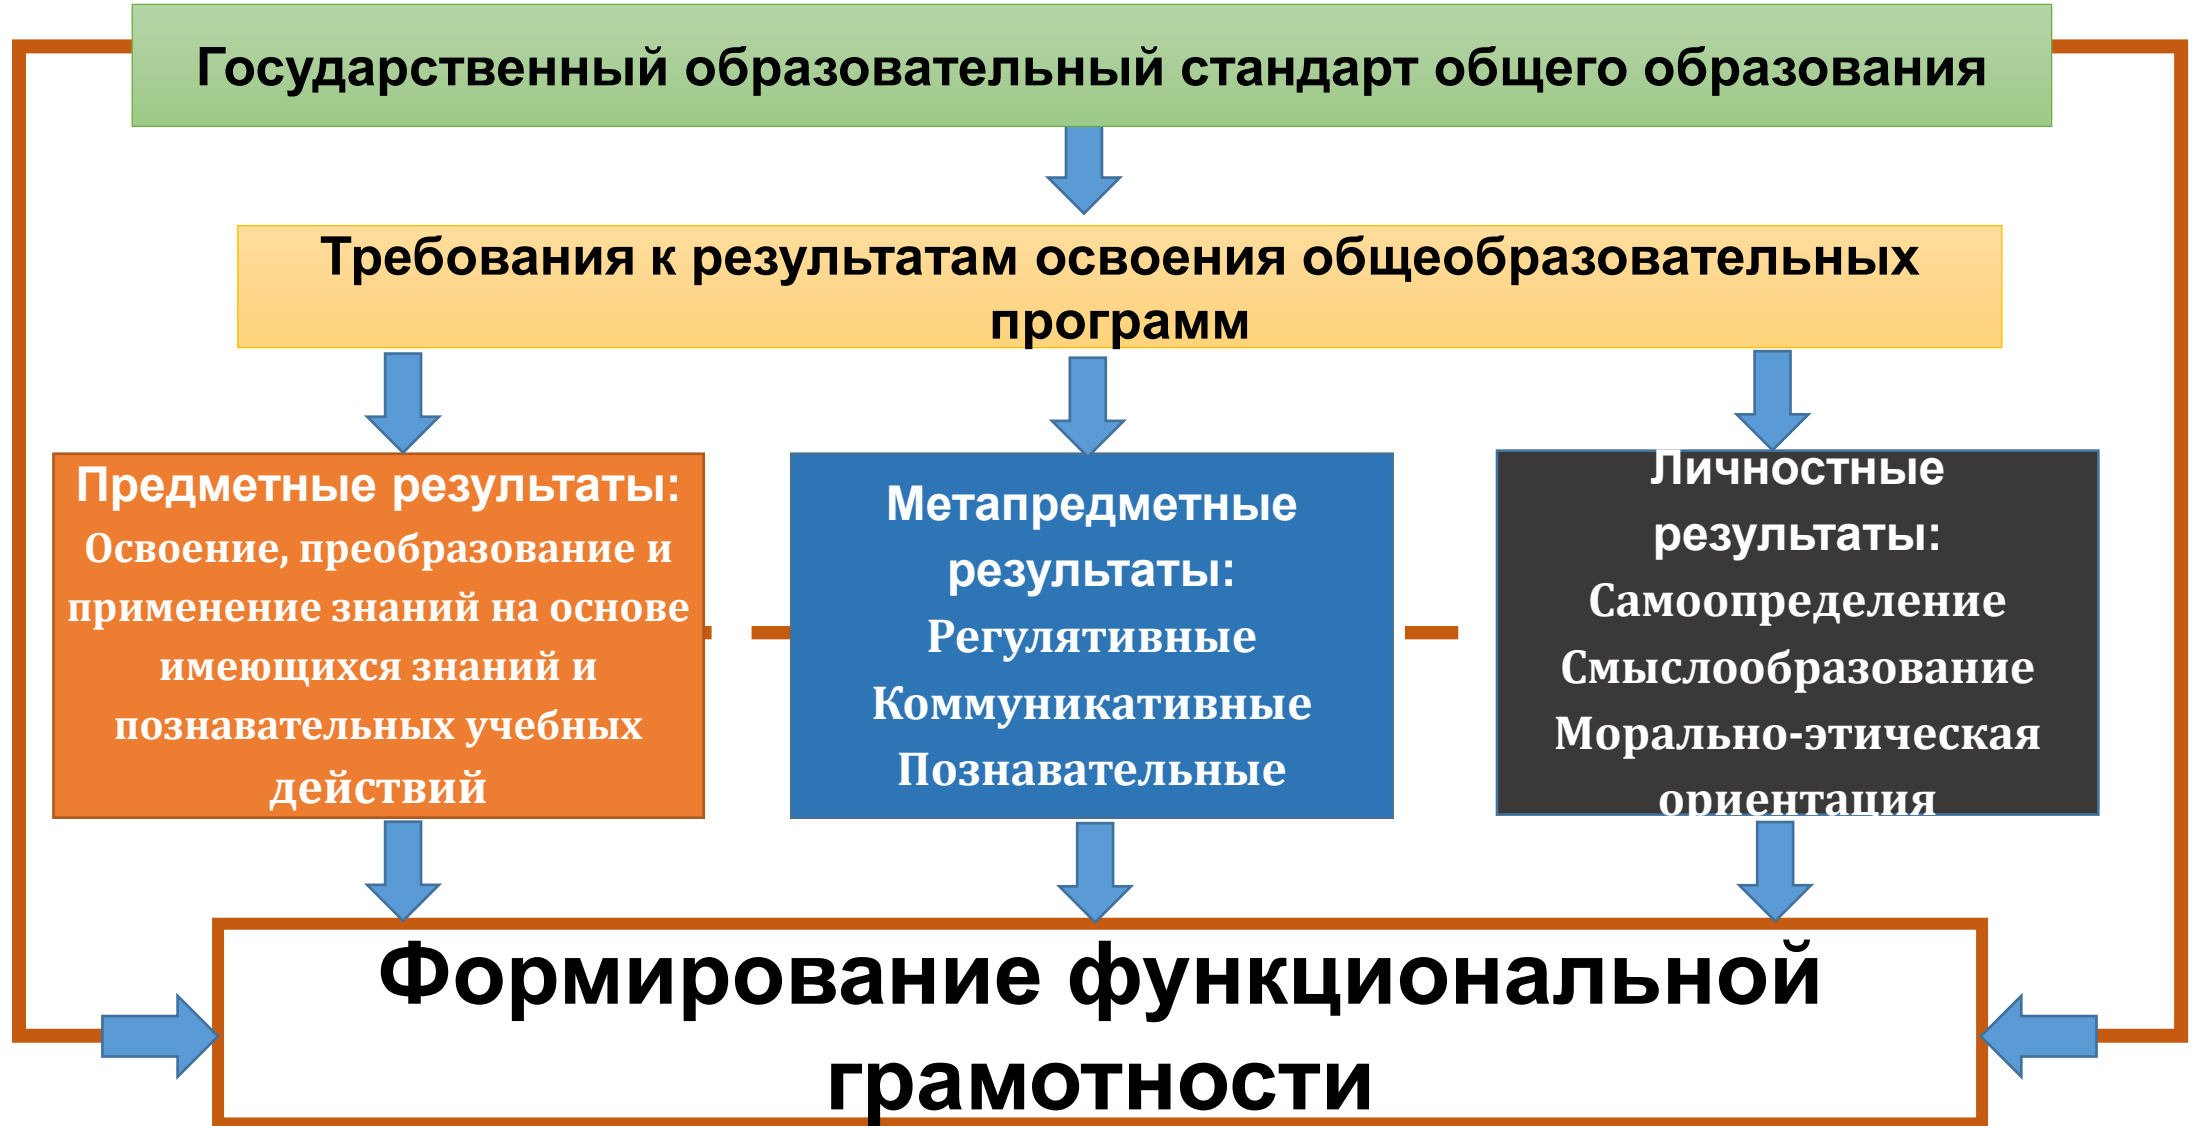 Государственный образовательный стандарт общего образования
Требования к результатам освоения общеобразовательных
программ
Предметные результаты:
Освоение, преобразование и
применение знаний на основе
имеющихся знаний и
познавательных учебных
действий
Метапредметные
результаты:
Регулятивные
Коммуникативные
Познавательные
Личностные
результаты:
Самоопределение
Смыслообразование
Морально-этическая
ориентация
Формирование функциональной
грамотности